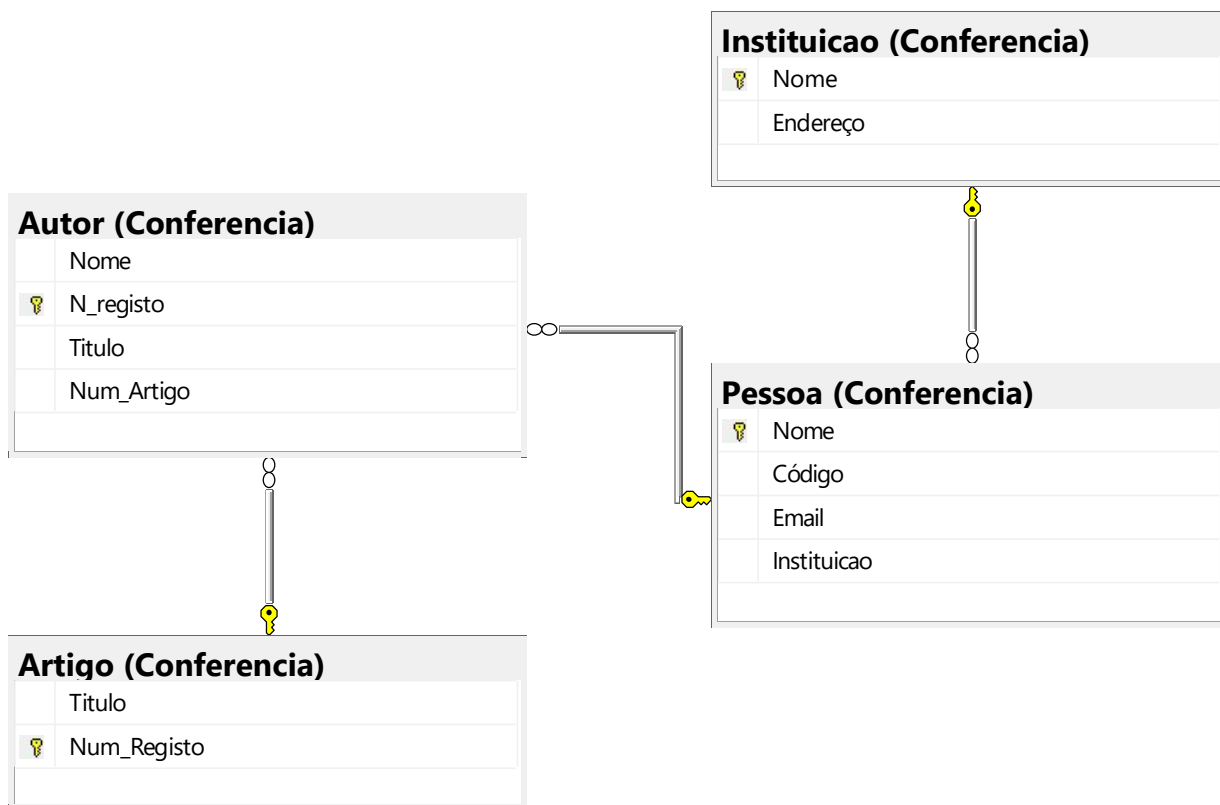 Instituicao (Conferencia)
Nome
Endereço
Autor (Conferencia)
Nome
N_registo
Titulo
Num_Artigo
Pessoa (Conferencia)
Nome
Código
Email
Instituicao
Artigo (Conferencia)
Titulo
Num_Registo